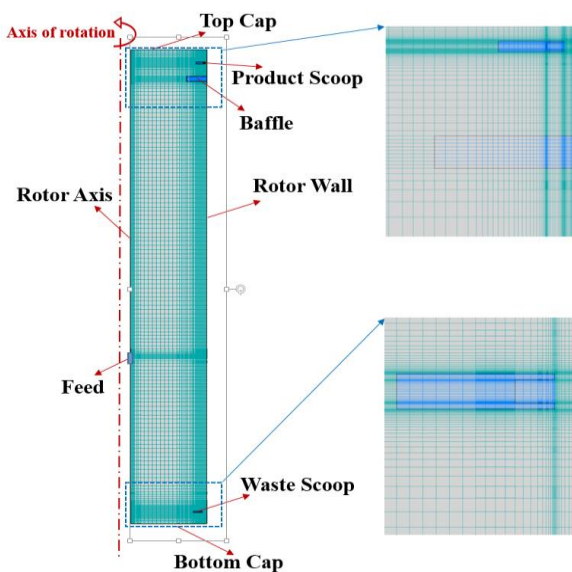 Axis of rotation
Top Cap
Product Scoop
Baffle
Rotor Axis
Rotor Wall
Feed
Waste Scoop
Bottom Cap